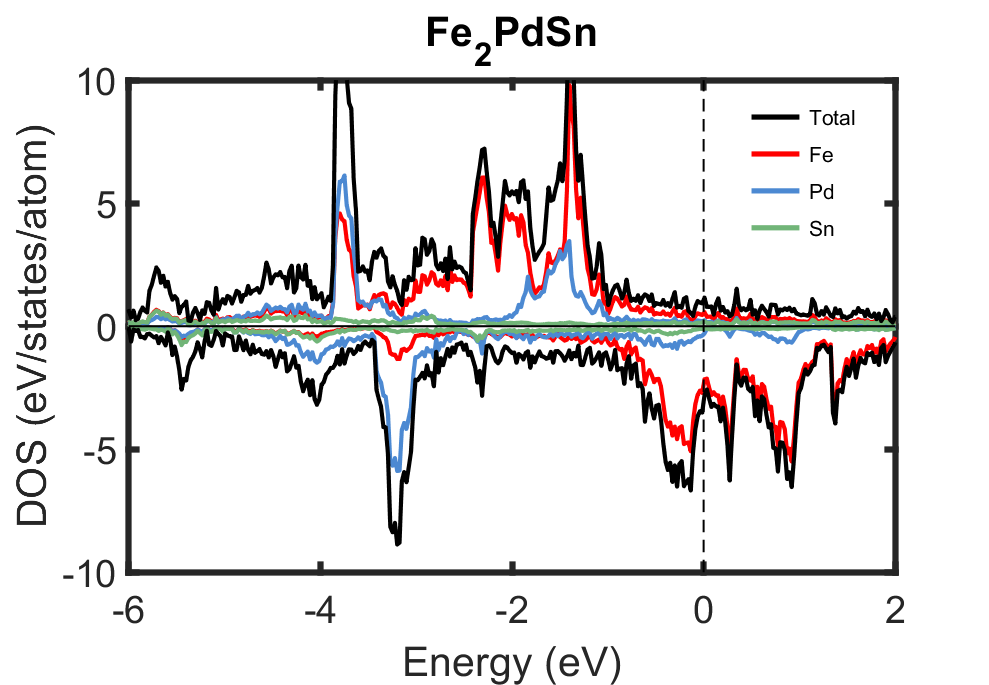 Fe₂PdSn
10
5
0
-5
-10
DOS (eV/states/atom)
Total
Fe
Pd
Sn
-6 -4 -2 0 2
Energy (eV)